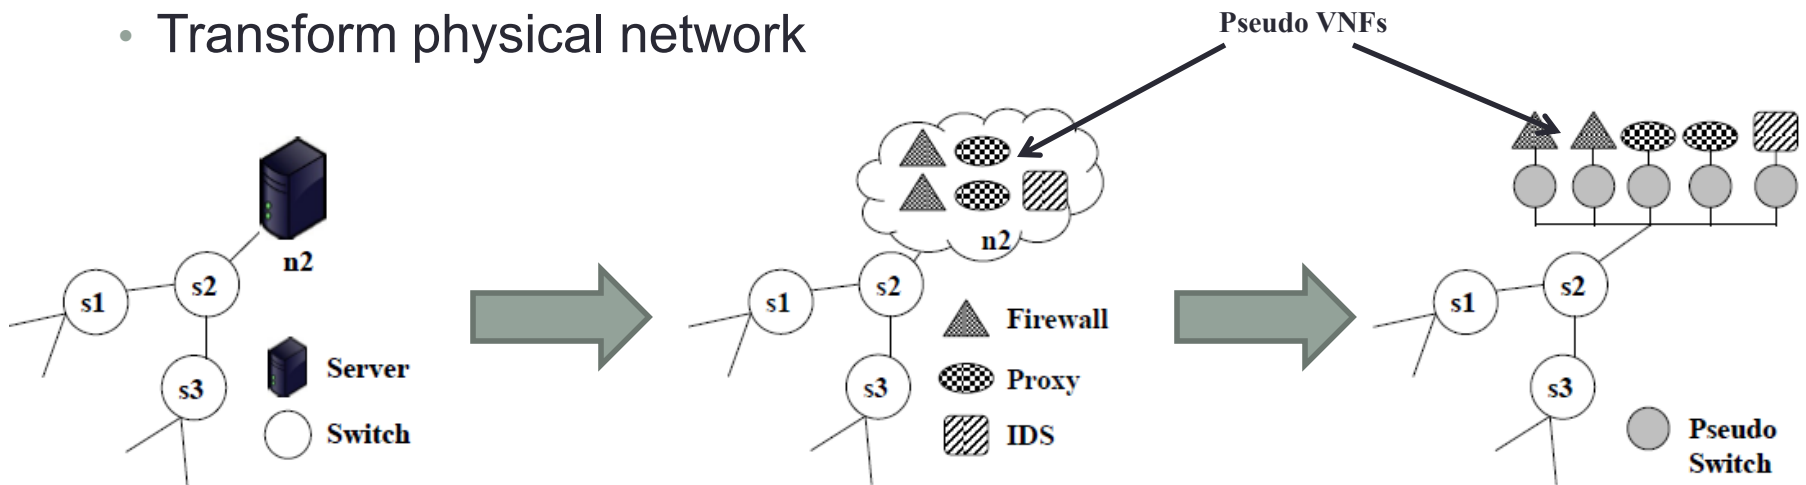 • Transform physical network
Pseudo VNFs
n2
s1
s2
s3
Server
Switch
n2
s1
s2
s3
Firewall
Proxy
IDS
s1
s2
s3
Pseudo
Switch